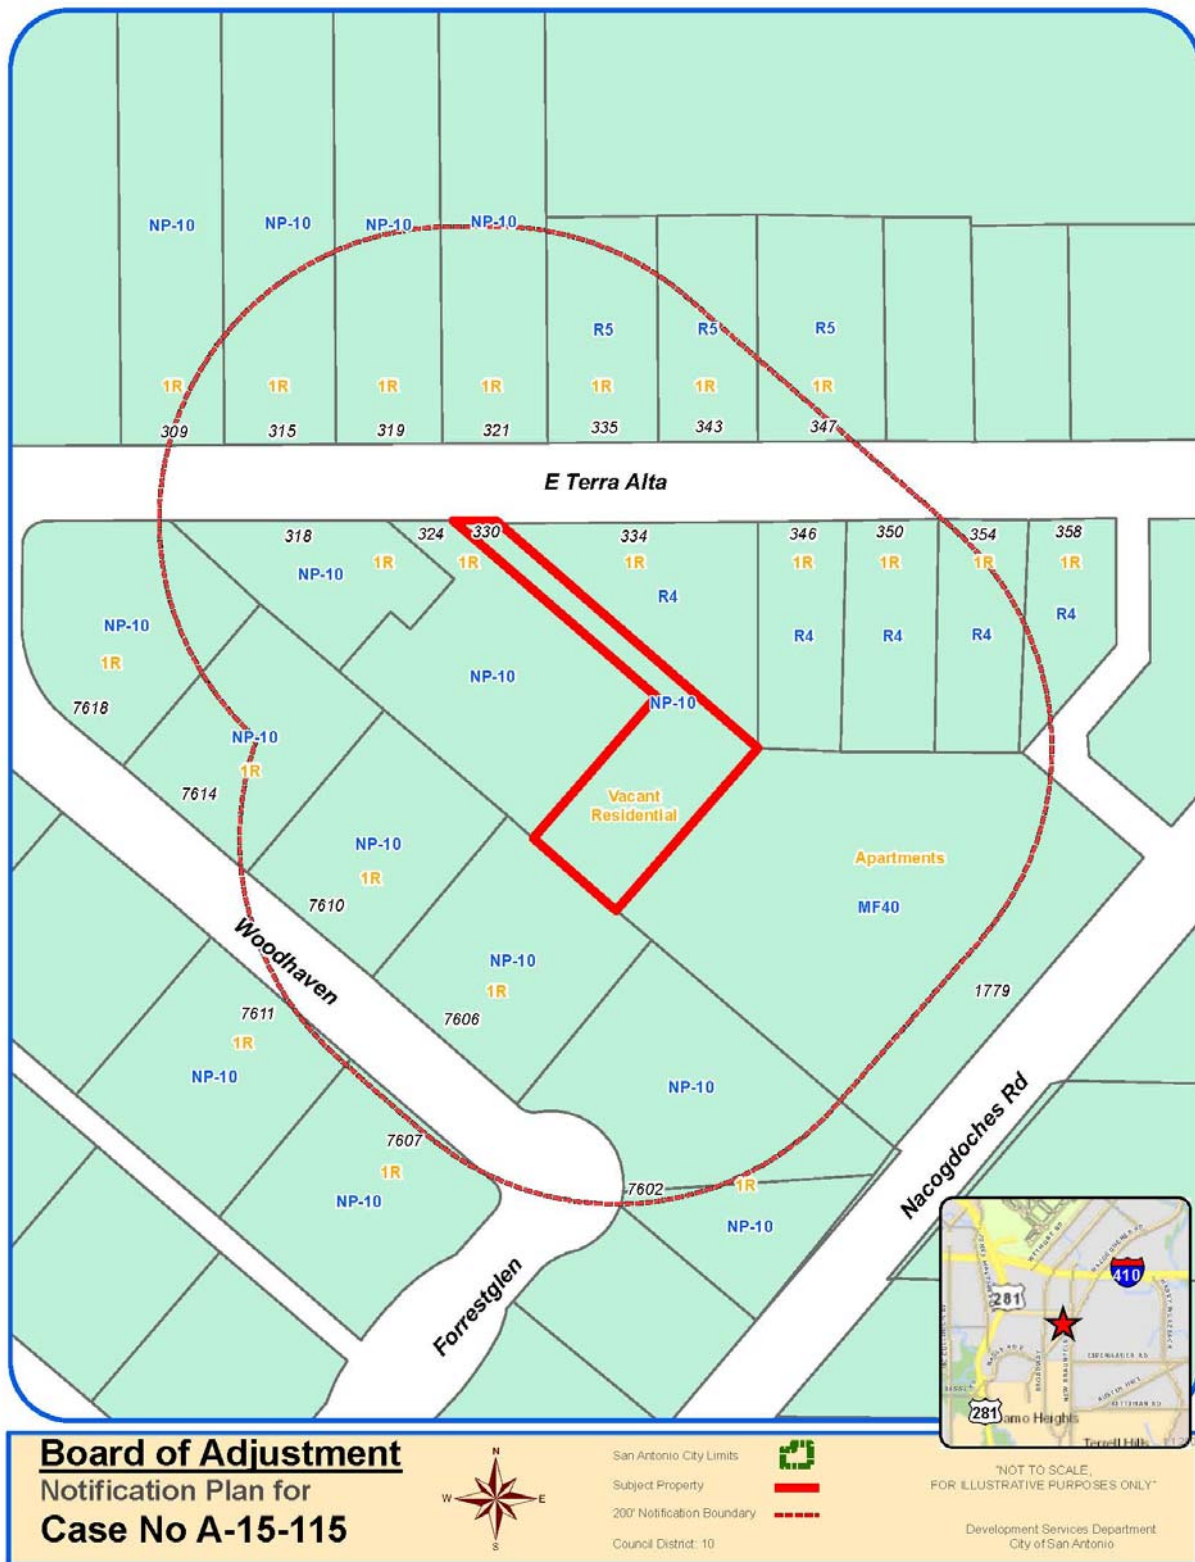 NP-10 NP-10 NP-10 NP-10
R5 R5 R5
1R 1R 1R 1R 1R 1R 1R
309 315 319 321 335 343 347
E Terra Alta
318 324 330 334 346 350 354 358
1R 1R 1R 1R 1R 1R 1R
NP-10 R4
NP-10 R4 R4 R4 R4
1R NP-10 NP-10
7618
NP-10
1R
7614
Vacant
Residential
NP-10
1R
7610
Apartments
MF40
Woodhaven
NP-10
1R
7606
1779
7611
1R
NP-10
NP-10
Nacogdoches Rd
7607
1R
NP-10
7602 1R
NP-10
Forrestglen
410
281
281
BROADWAY
amo Heights
Terrell Hills
Board of Adjustment
Notification Plan for
Case No A-15-115
N
W E
S
San Antonio City Limits
Subject Property
200' Notification Boundary
Council District: 10
"NOT TO SCALE,
FOR ILLUSTRATIVE PURPOSES ONLY"
Development Services Department
City of San Antonio